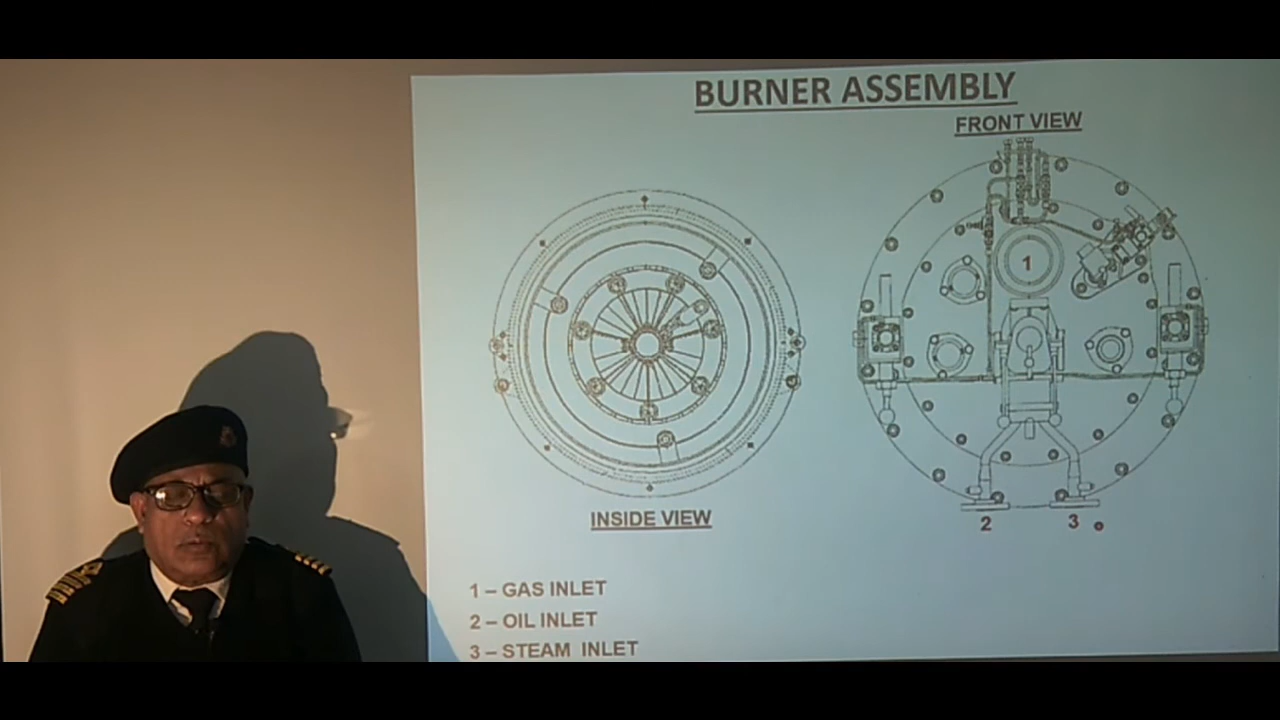 BURNER ASSEMBLY
FRONT VIEW
1
INSIDE VIEW
2
3
1 – GAS INLET
2 – OIL INLET
3 – STEAM INLET